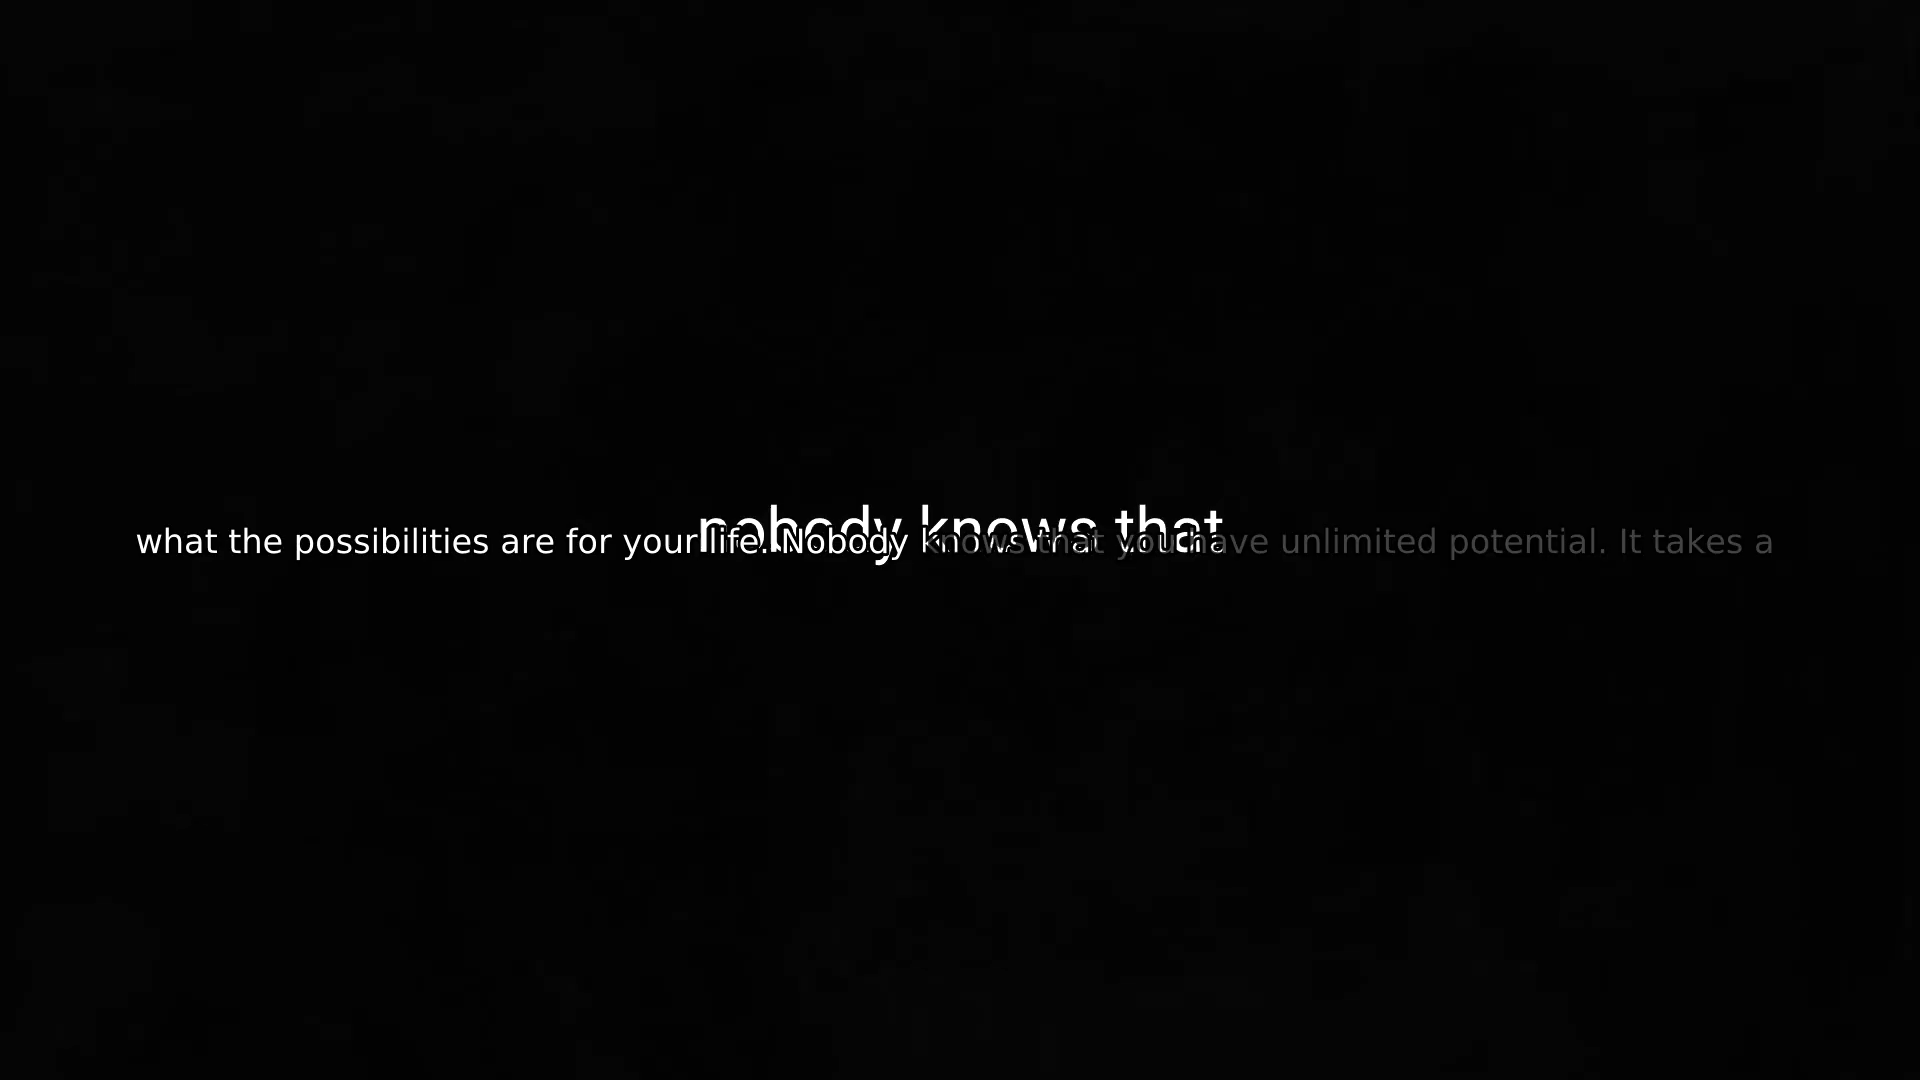 nobody knows that
what the possibilities are for your life. Nobody knows that you have unlimited potential. It takes a